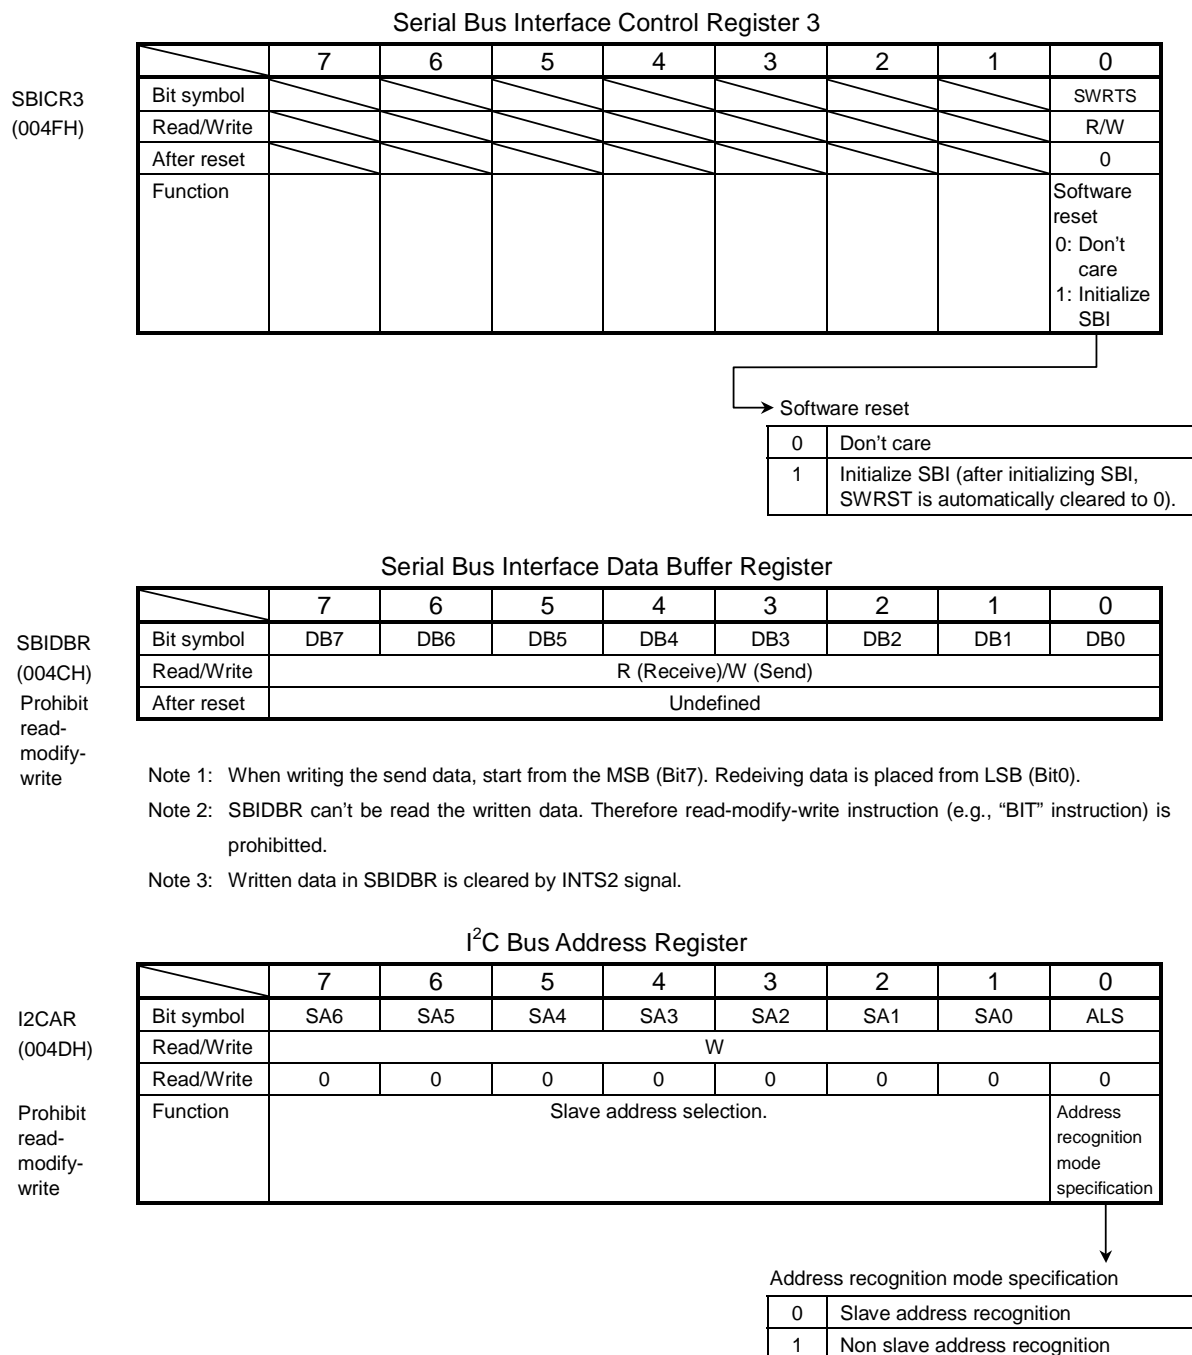 Serial Bus Interface Control Register 3
7 6 5 4 3 2 1 0
SBICR3
(004FH)
Bit symbol SWRTS
Read/Write R/W
After reset 0
Function Software
reset
0: Don't
care
1: Initialize
SBI
Software reset
0 Don't care
1 Initialize SBI (after initializing SBI,
SWRST is automatically cleared to 0).
Serial Bus Interface Data Buffer Register
7 6 5 4 3 2 1 0
SBIDBR
(004CH)
Prohibit
read-
modify-
write
Bit symbol DB7 DB6 DB5 DB4 DB3 DB2 DB1 DB0
Read/Write R (Receive)/W (Send)
After reset Undefined
Note 1: When writing the send data, start from the MSB (Bit7). Redeiving data is placed from LSB (Bit0).
Note 2: SBIDBR can't be read the written data. Therefore read-modify-write instruction (e.g., “BIT” instruction) is
prohibitted.
Note 3: Written data in SBIDBR is cleared by INTS2 signal.
I2C Bus Address Register
7 6 5 4 3 2 1 0
I2CAR
(004DH)
Prohibit
read-
modify-
write
Bit symbol SA6 SA5 SA4 SA3 SA2 SA1 SA0 ALS
Read/Write W
Read/Write 0 0 0 0 0 0 0 0
Function Slave address selection. Address
recognition
mode
specification
Address recognition mode specification
0 Slave address recognition
1 Non slave address recognition